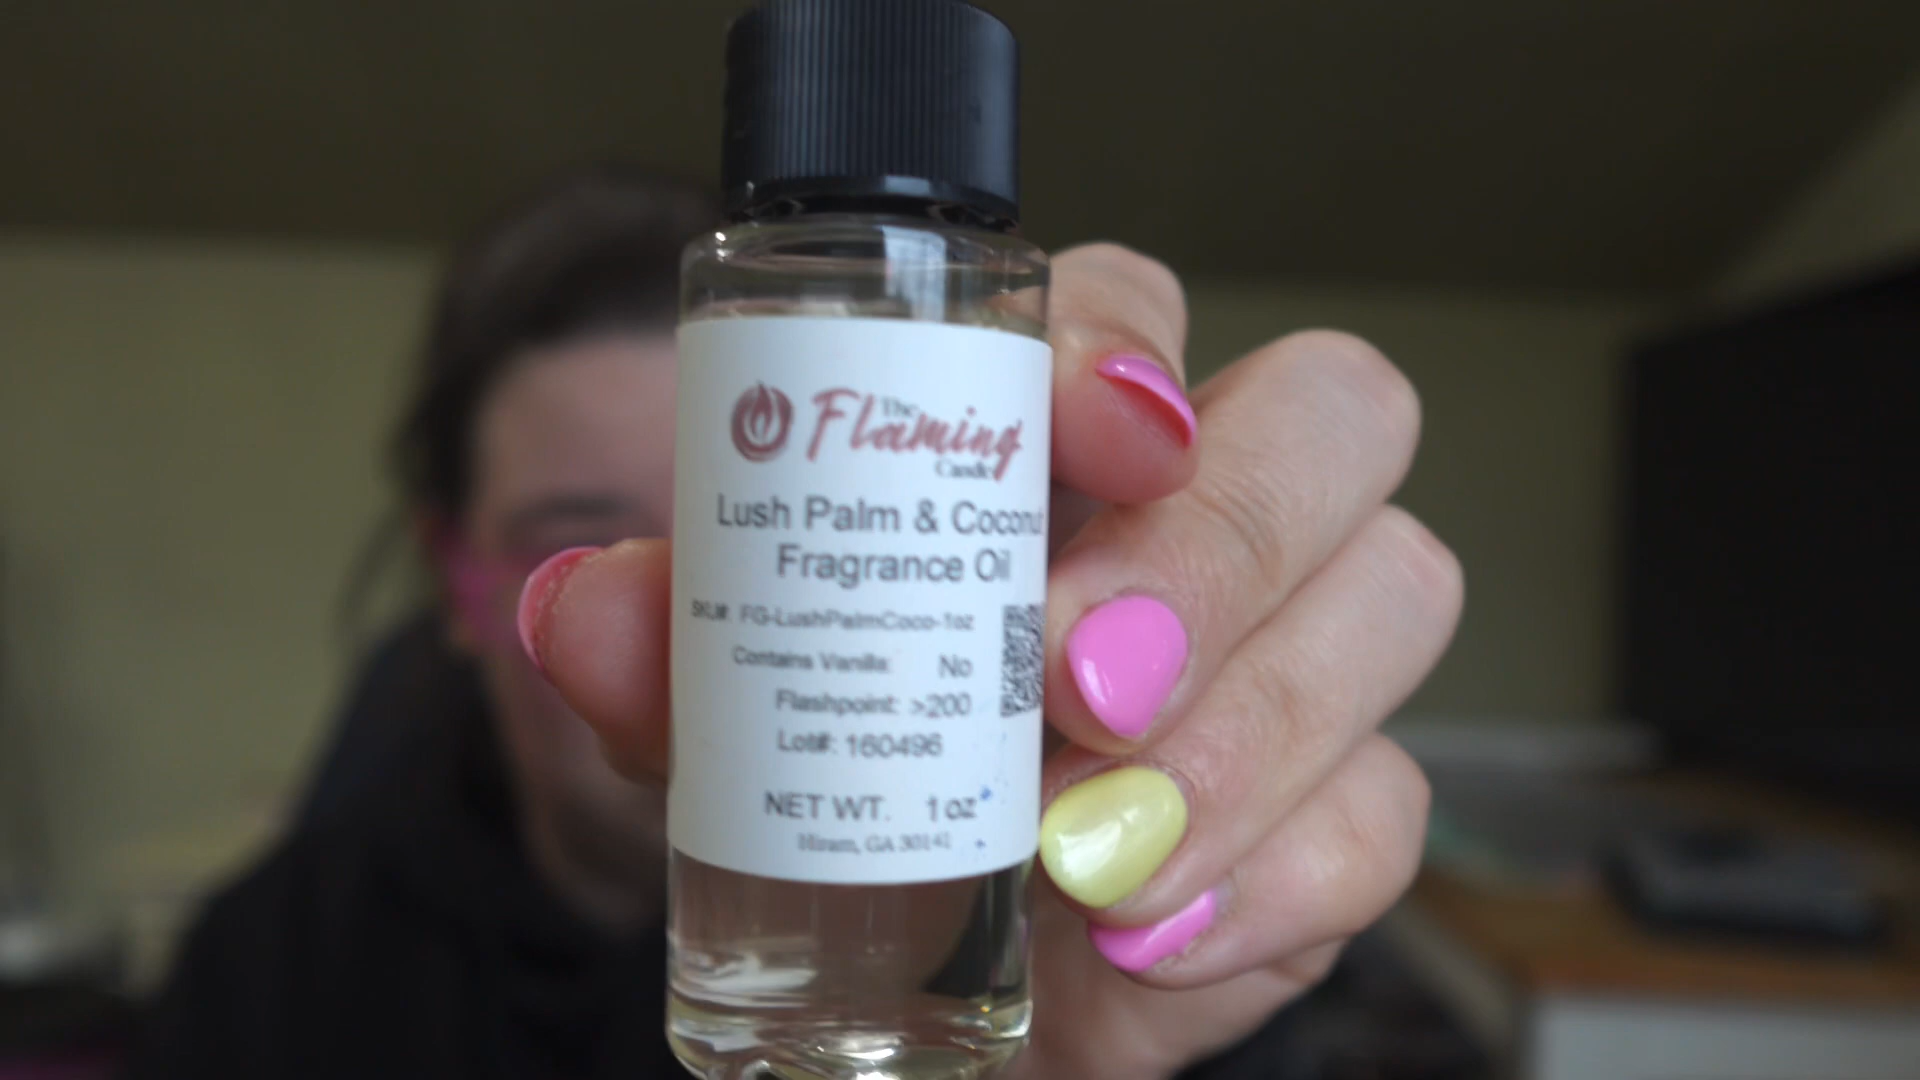 The
Flaming
Candle
Lush Palm & Coconut
Fragrance Oil
SKU#: FG-LushPalmCoco-1oz
Contains Vanilla: No
Flashpoint: >200
Lot#: 160496
NET WT. 1 oz
Hiram, GA 30141